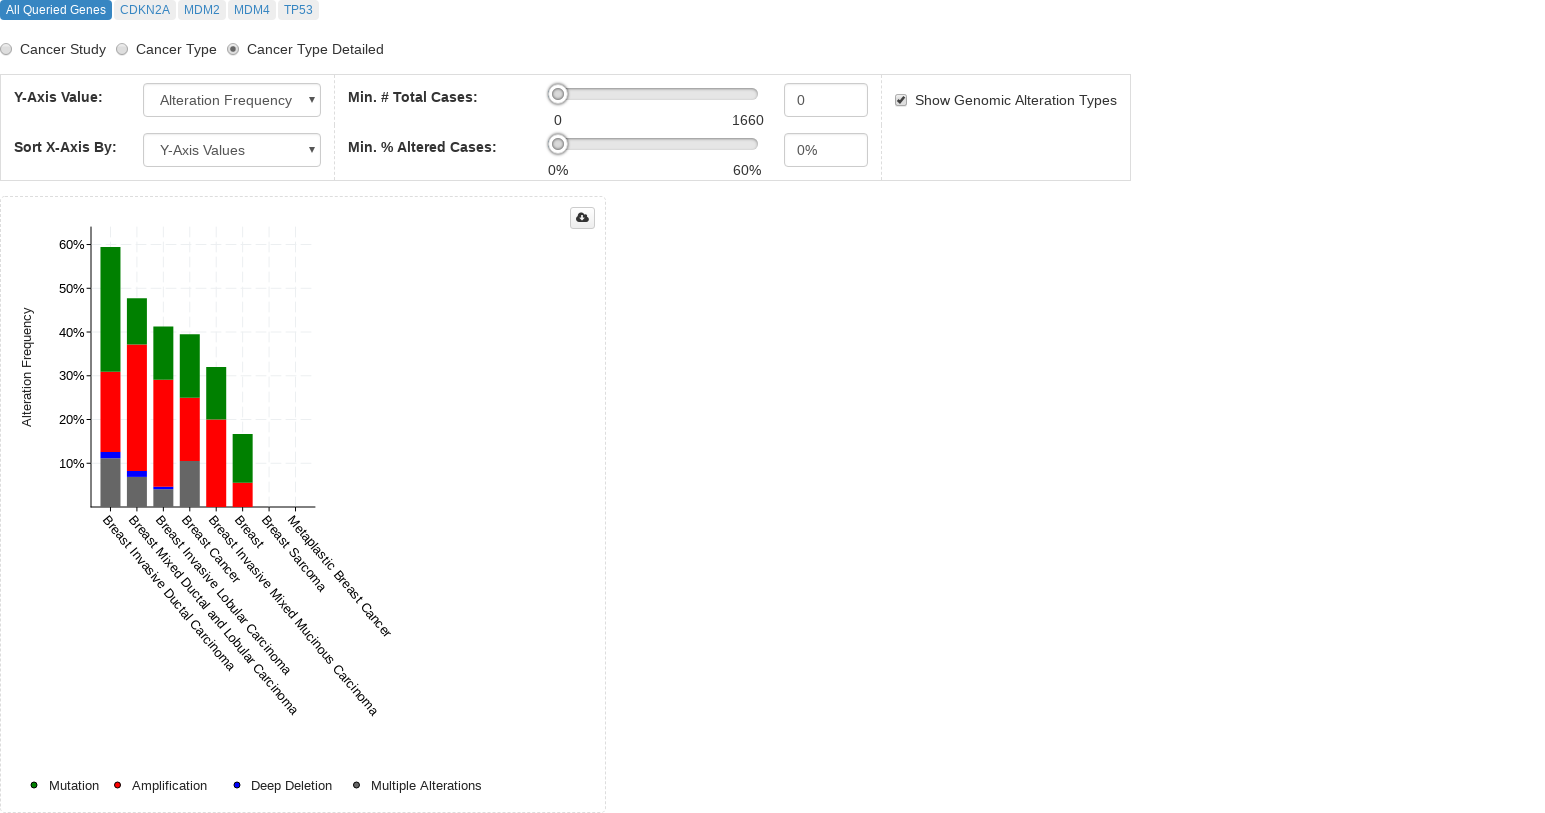 All Queried Genes CDKN2A MDM2 MDM4 TP53
Cancer Study Cancer Type Cancer Type Detailed
Y-Axis Value: Alteration Frequency Min. # Total Cases: 0 Show Genomic Alteration Types
0 1660
Sort X-Axis By: Y-Axis Values Min. % Altered Cases: 0%
0% 60%
60%
50%
40%
30%
20%
10%
Alteration Frequency
Breast Invasive Ductal Carcinoma
Breast Mixed Ductal and Lobular Carcinoma
Breast Invasive Lobular Carcinoma
Breast Cancer
Breast Invasive Mixed Mucinous Carcinoma
Breast
Breast Sarcoma
Metaplastic Breast Cancer
Mutation Amplification Deep Deletion Multiple Alterations